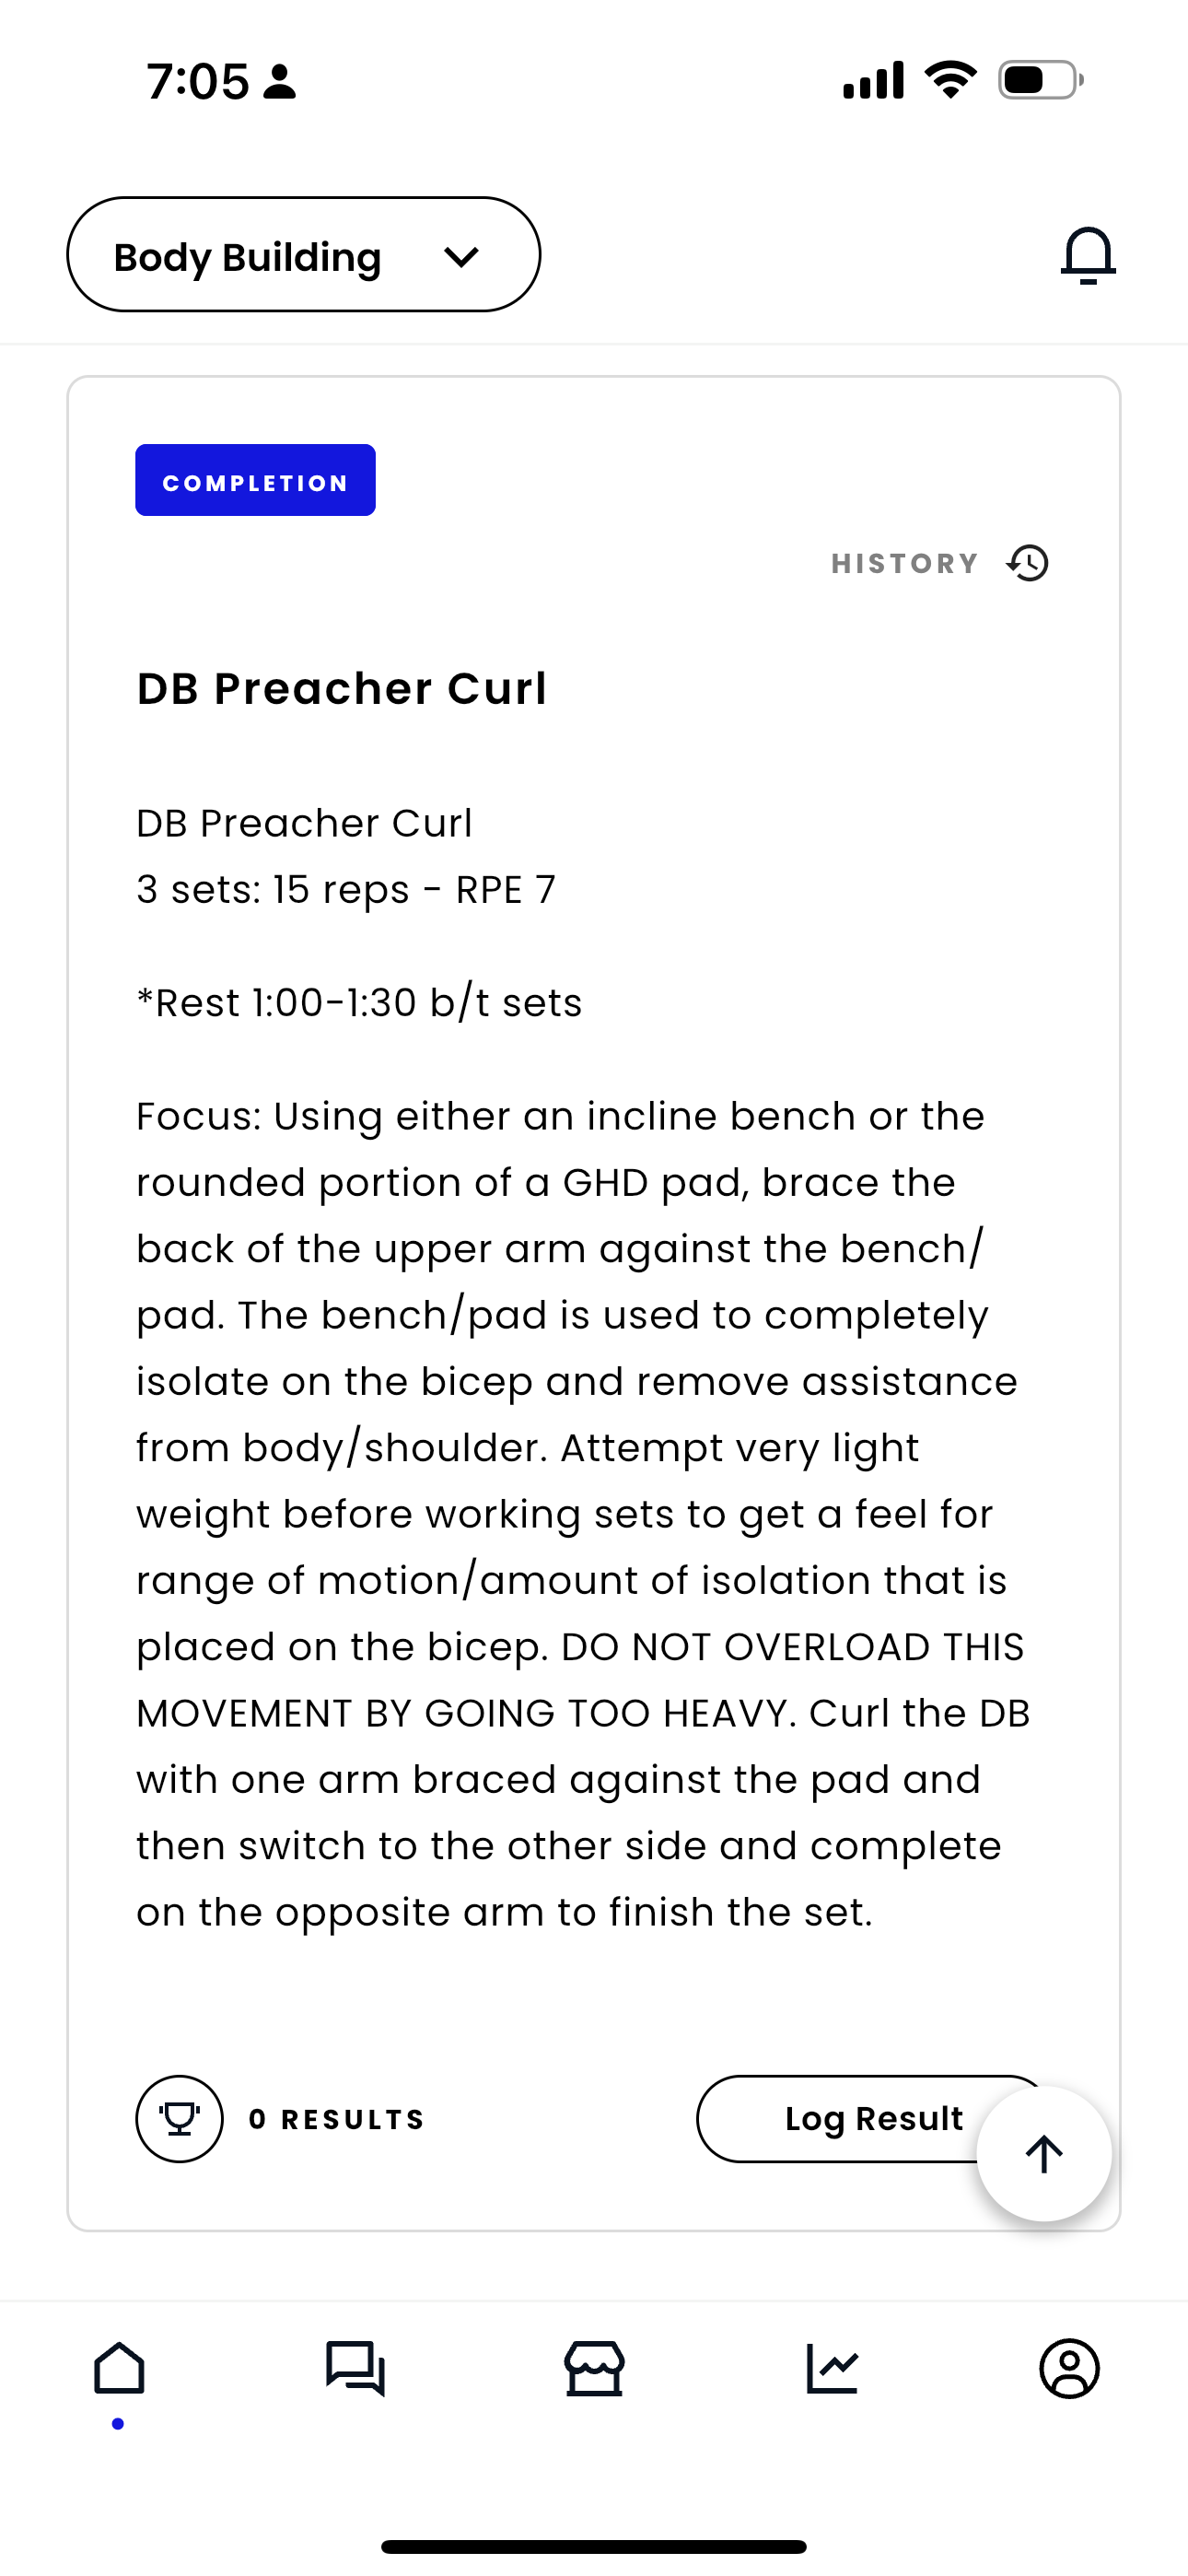 7:05
Body Building
COMPLETION
HISTORY
DB Preacher Curl
DB Preacher Curl
3 sets: 15 reps - RPE 7
*Rest 1:00-1:30 b/t sets
Focus: Using either an incline bench or the
rounded portion of a GHD pad, brace the
back of the upper arm against the bench/
pad. The bench/pad is used to completely
isolate on the bicep and remove assistance
from body/shoulder. Attempt very light
weight before working sets to get a feel for
range of motion/amount of isolation that is
placed on the bicep. DO NOT OVERLOAD THIS
MOVEMENT BY GOING TOO HEAVY. Curl the DB
with one arm braced against the pad and
then switch to the other side and complete
on the opposite arm to finish the set.
0 RESULTS
Log Result